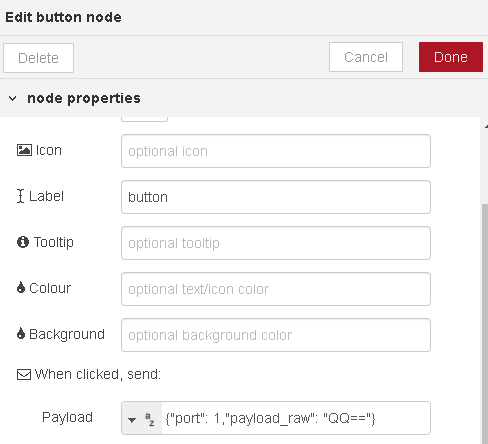 Edit button node
Delete
Cancel
Done
node properties
Icon
optional icon
Label
button
Tooltip
optional tooltip
Colour
optional text/icon color
Background
optional background color
When clicked, send:
Payload
az
{"port": 1,"payload_raw": "QQ=="}